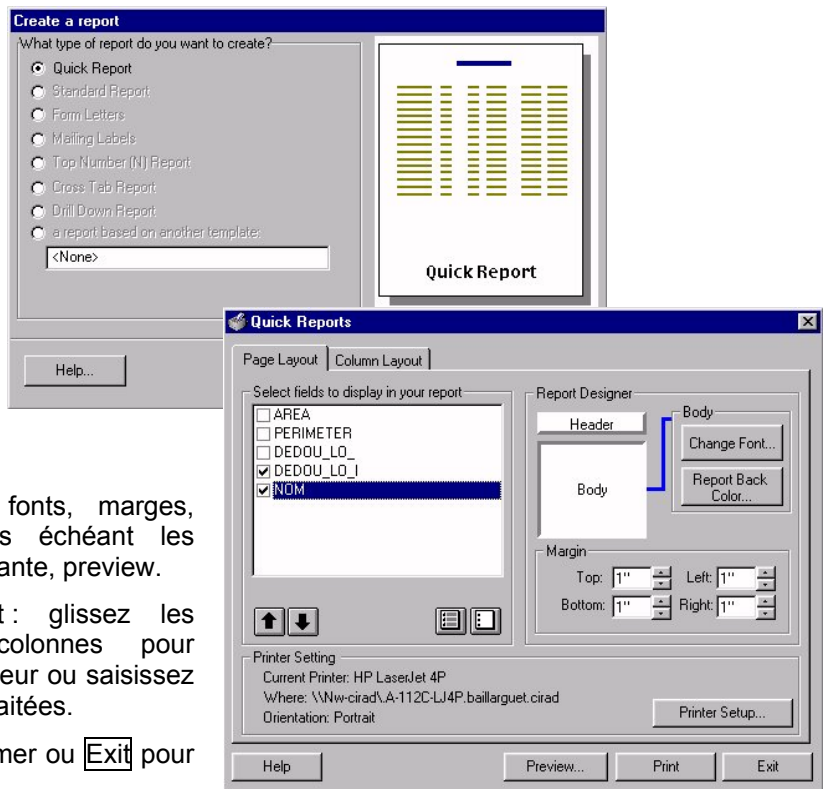 Create a report
What type of report do you want to create?
Quick Report
Standard Report
Form Letters
Mailing Labels
Top Number (N) Report
Cross Tab Report
Drill Down Report
a report based on another template:
<None>
Quick Report
Help...
Quick Reports
Page Layout
Column Layout
Select fields to display in your report
AREA
PERIMETER
DEDOU_LO_
DEDOU_LO_I
NOM
Report Designer
Header
Body
Body
Change Font...
Report Back
Color...
Margin
Top: 1" Left: 1"
Bottom: 1" Right: 1"
Printer Setting
Current Printer: HP LaserJet 4P
Where: \\Nw-cirad\.A-112C-LJ4P.baillarguet.cirad
Orientation: Portrait
Printer Setup...
Help
Preview...
Print
Exit
fonts, marges,
s échéant les
ante, preview.
t : glissez les
colonnes pour
eur ou saisissez
aitées.
mer ou Exit pour